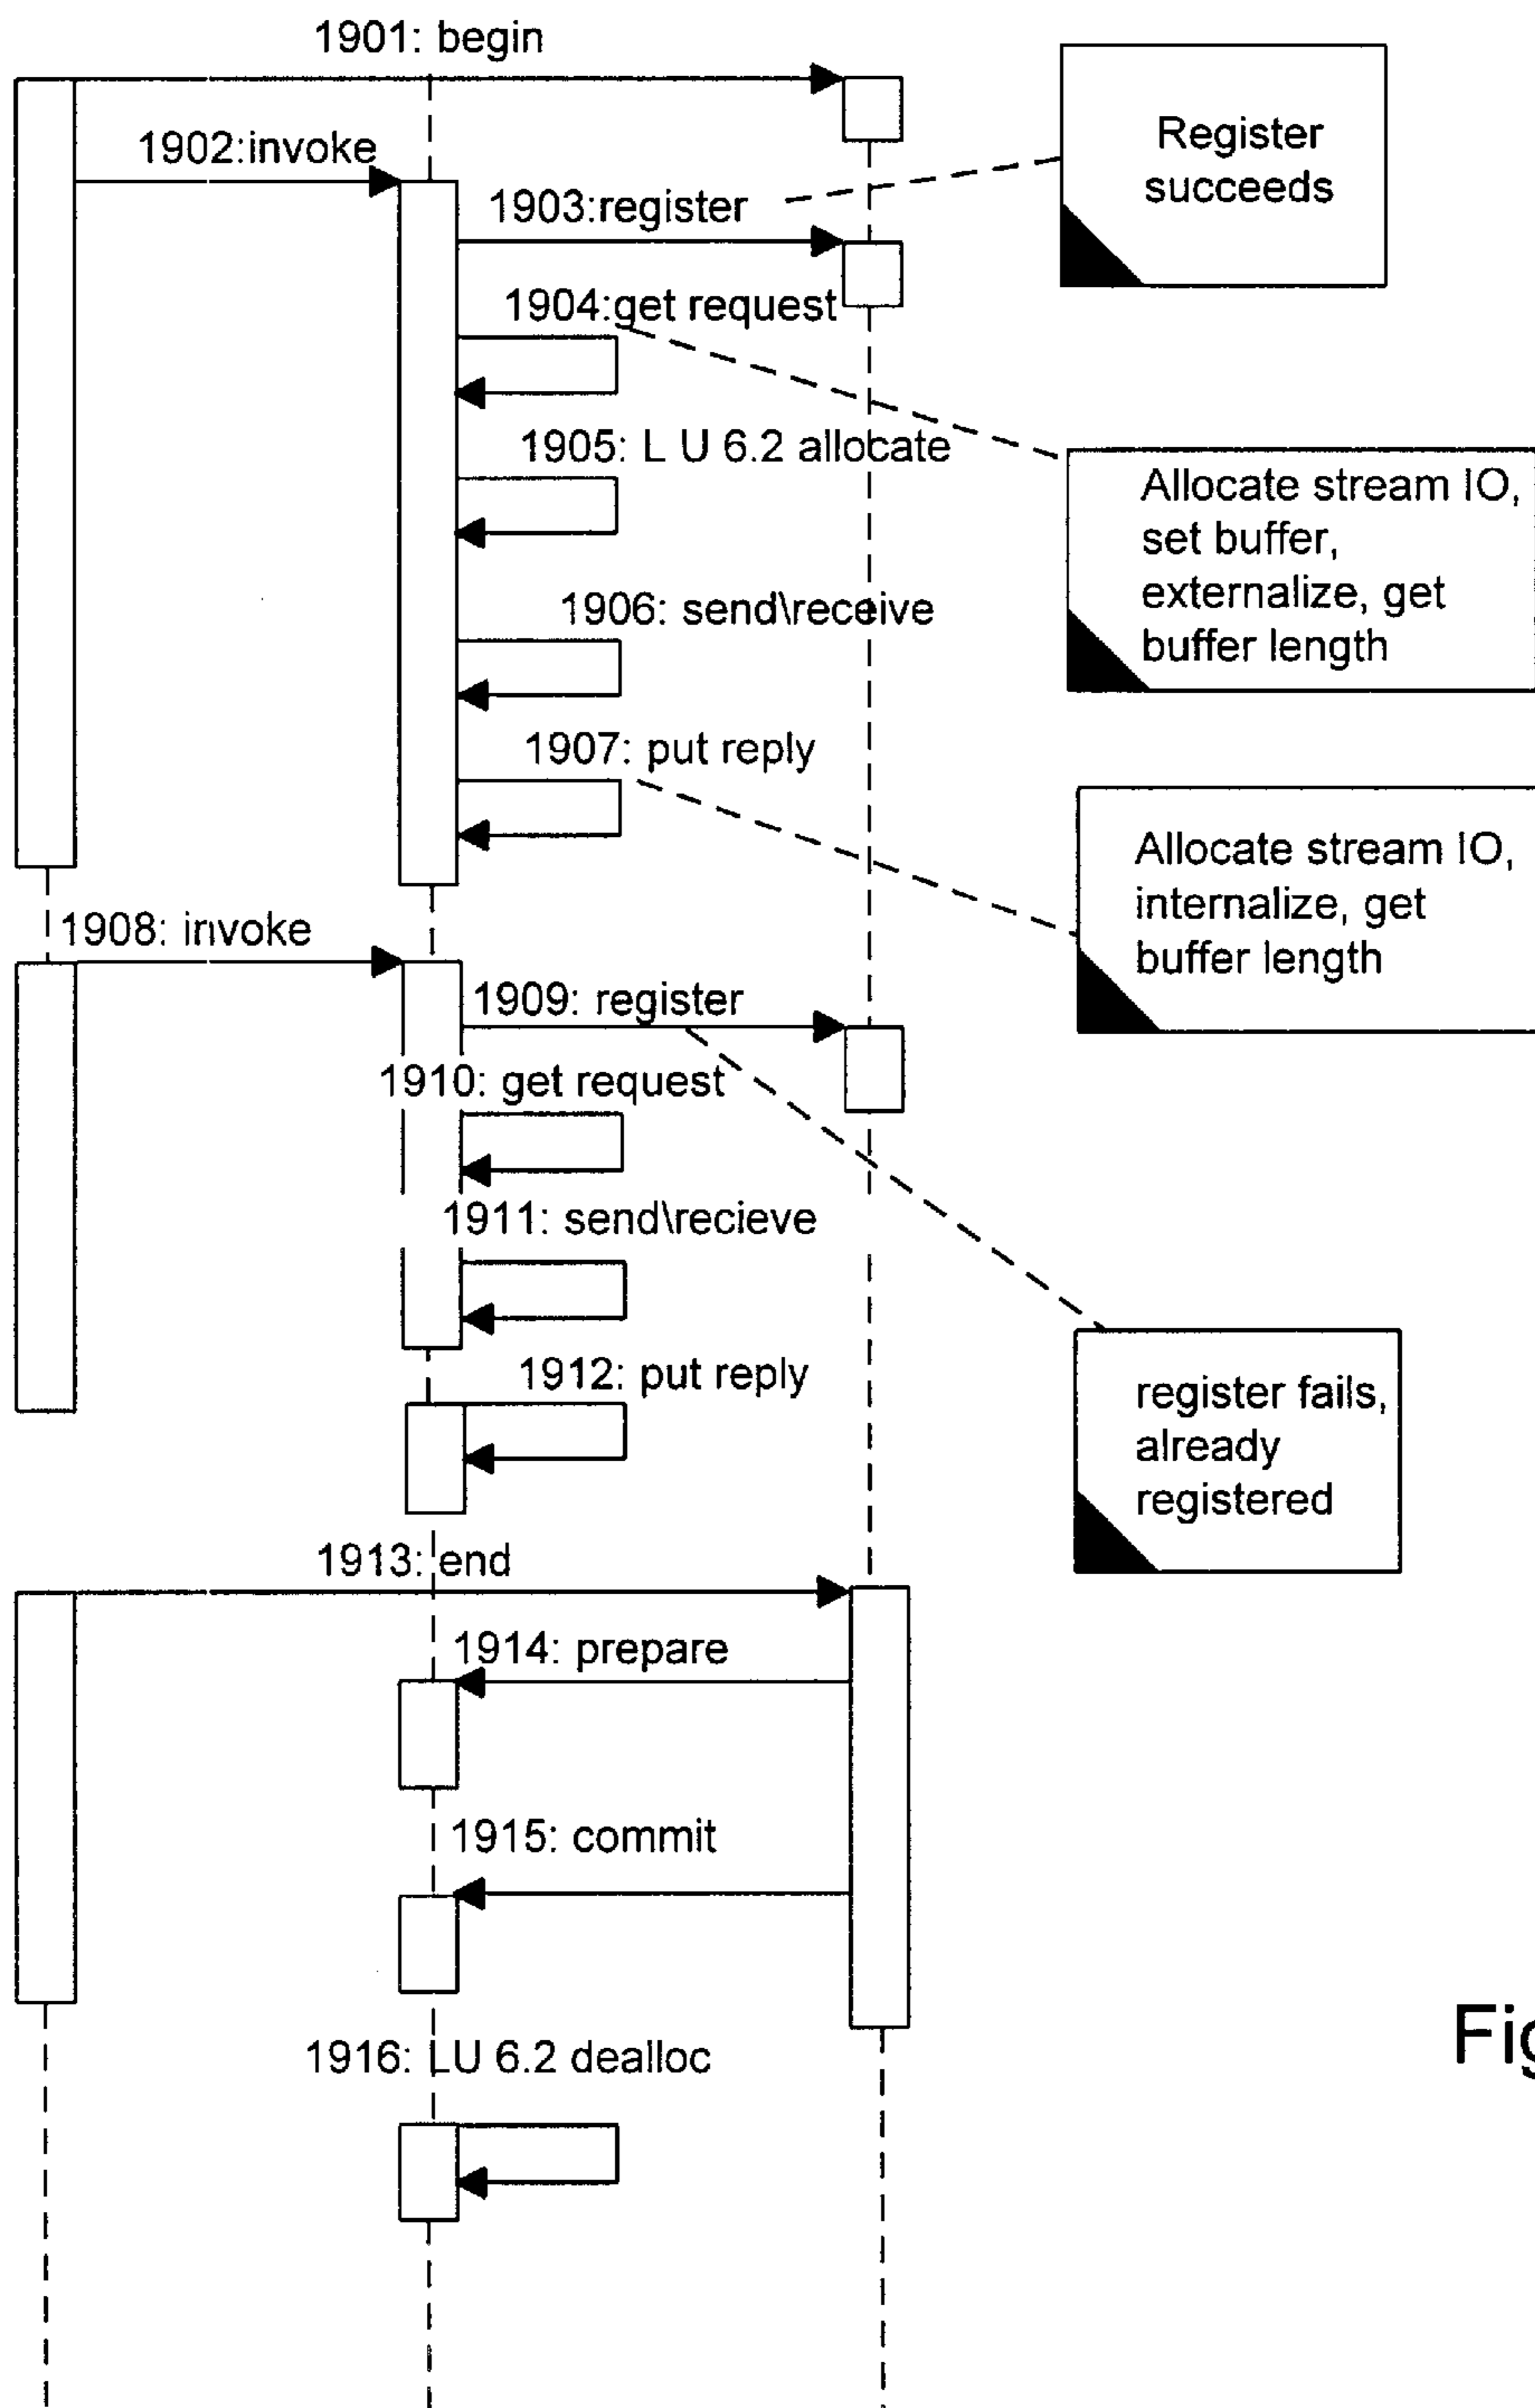 1901: begin
1902:invoke
Register
succeeds
1903:register
1904:get request
1905: L U 6.2 allocate
Allocate stream IO,
set buffer,
externalize, get
buffer length
1906: send\receive
1907: put reply
Allocate stream IO,
internalize, get
buffer length
1908: invoke
1909: register
1910: get request
1911: send\recieve
1912: put reply
register fails,
already
registered
1913: end
1914: prepare
1915: commit
1916: LU 6.2 dealloc